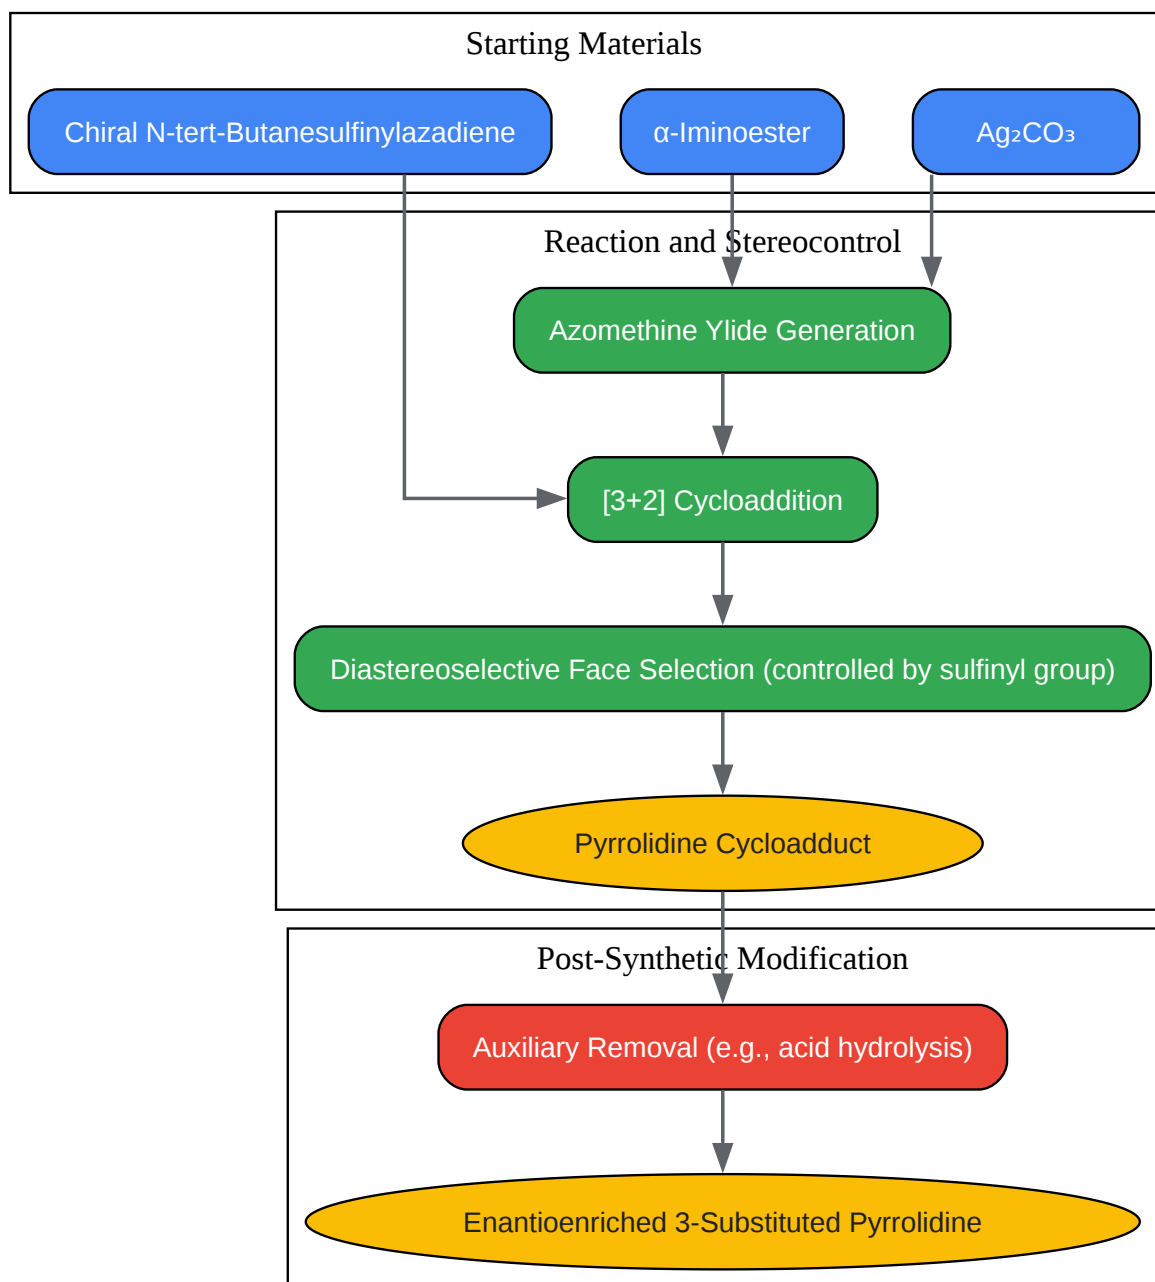 Starting Materials
Chiral N-tert-Butanesulfinylazadiene
α-Iminoester
Ag₂CO₃
Reaction and Stereocontrol
Azomethine Ylide Generation
[3+2] Cycloaddition
Diastereoselective Face Selection (controlled by sulfinyl group)
Pyrrolidine Cycloadduct
Post-Synthetic Modification
Auxiliary Removal (e.g., acid hydrolysis)
Enantioenriched 3-Substituted Pyrrolidine